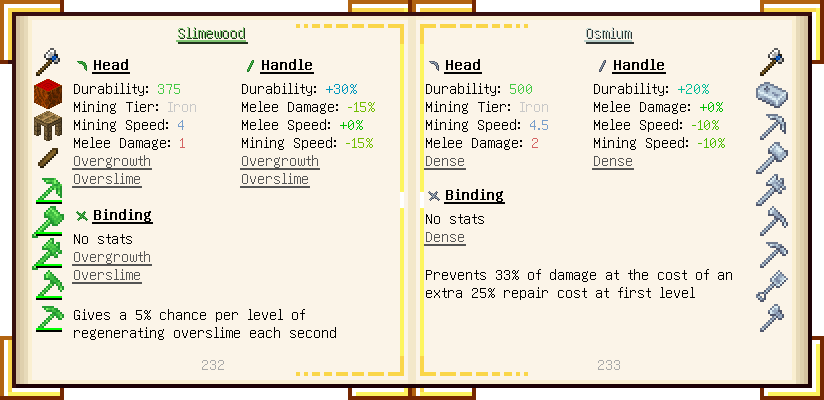 Slimewood
Head
Durability: 375
Mining Tier: Iron
Mining Speed: 4
Melee Damage: 1
Overgrowth
Overslime
Handle
Durability: +30%
Melee Damage: -15%
Melee Speed: +0%
Mining Speed: -15%
Overgrowth
Overslime
Binding
No stats
Overgrowth
Overslime
Gives a 5% chance per level of
regenerating overslime each second
232
Osmium
Head
Durability: 500
Mining Tier: Iron
Mining Speed: 4.5
Melee Damage: 2
Dense
Handle
Durability: +20%
Melee Damage: +0%
Melee Speed: -10%
Mining Speed: -10%
Dense
Binding
No stats
Dense
Prevents 33% of damage at the cost of an
extra 25% repair cost at first level
233